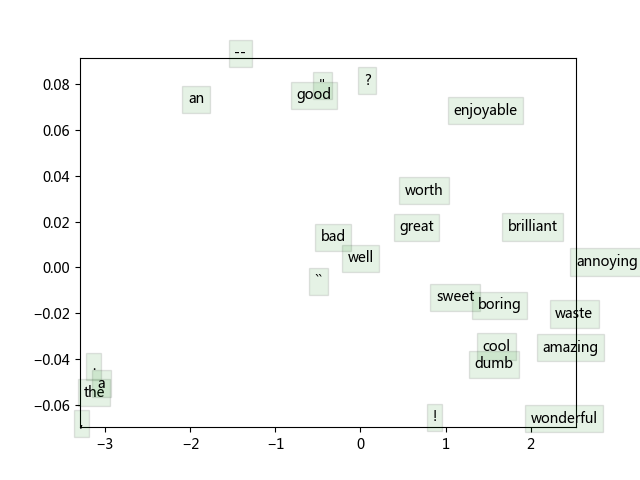 --
0.08
an
good
"
?
enjoyable
0.06
0.04
worth
0.02
great
brilliant
bad
well
annoying
0.00
``
−0.02
sweet
boring
waste
−0.04
cool
amazing
dumb
.
a
the
−0.06
!
wonderful
,
−3
−2
−1
0
1
2